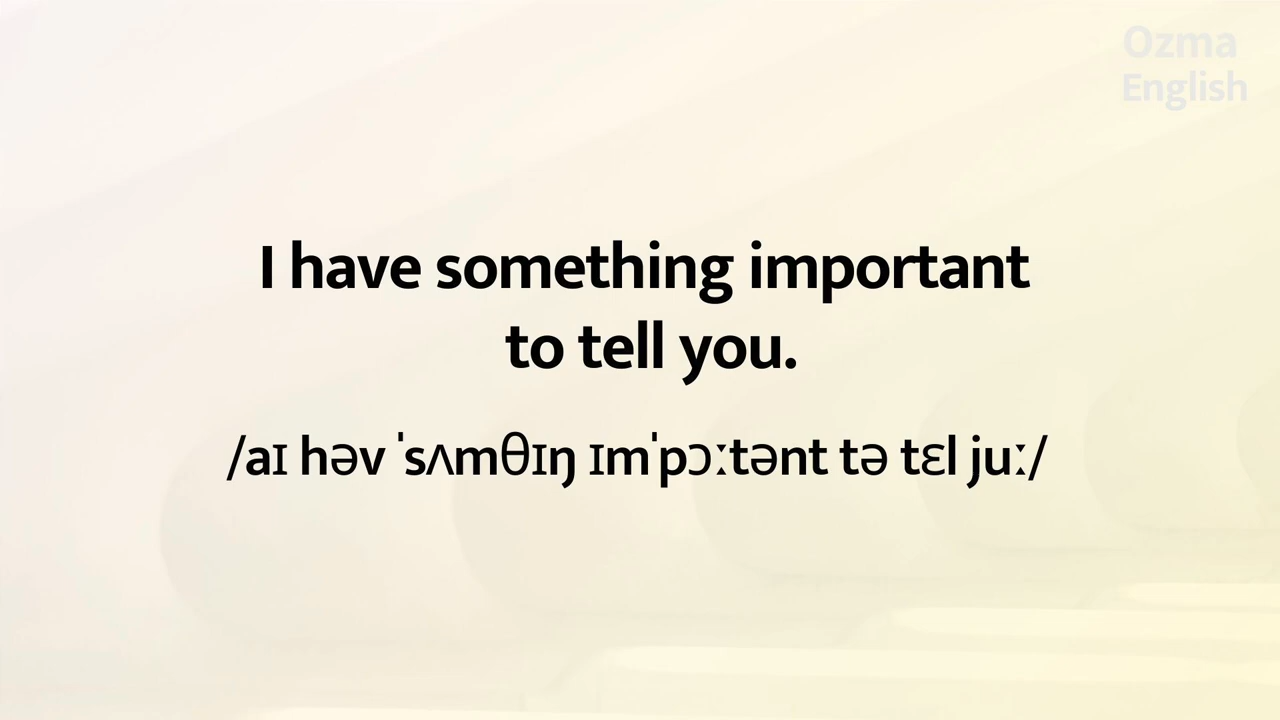 Ozma
English
I have something important
to tell you.
/aɪ həv ˈsʌmθɪŋ ɪmˈpɔːtənt tə tɛl juː/